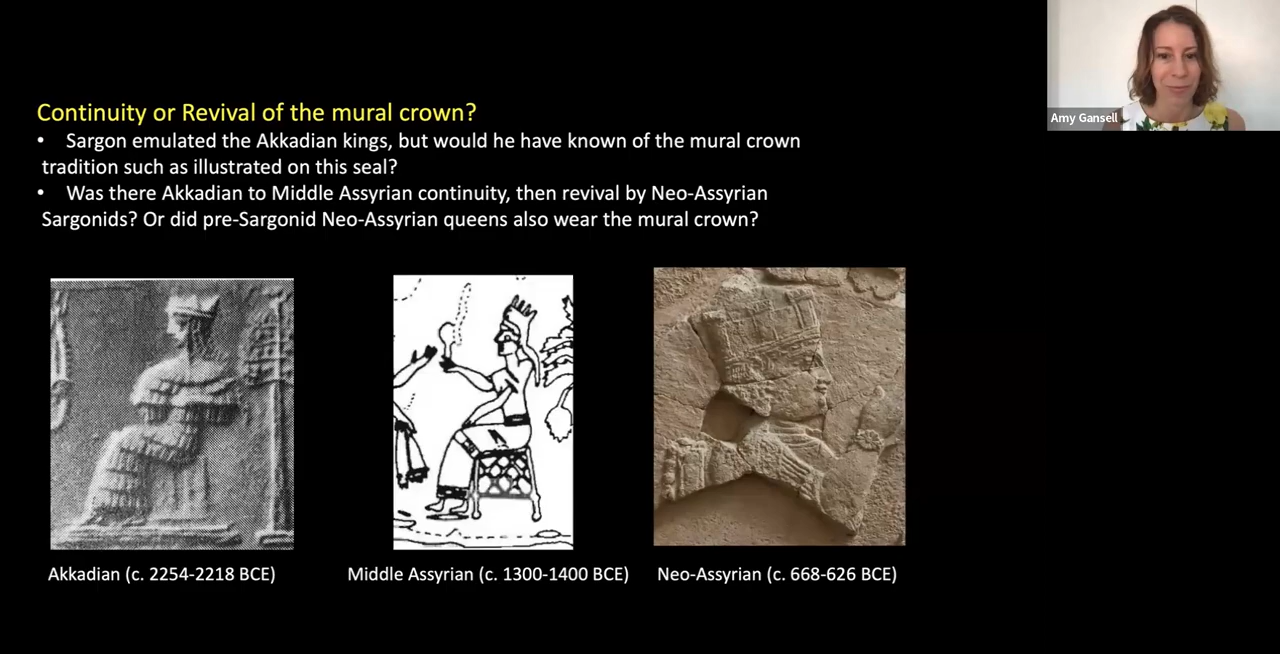 Continuity or Revival of the mural crown?
• Sargon emulated the Akkadian kings, but would he have known of the mural crown
tradition such as illustrated on this seal?
• Was there Akkadian to Middle Assyrian continuity, then revival by Neo-Assyrian
Sargonids? Or did pre-Sargonid Neo-Assyrian queens also wear the mural crown?
Akkadian (c. 2254-2218 BCE)
Middle Assyrian (c. 1300-1400 BCE)
Neo-Assyrian (c. 668-626 BCE)
Amy Gansell